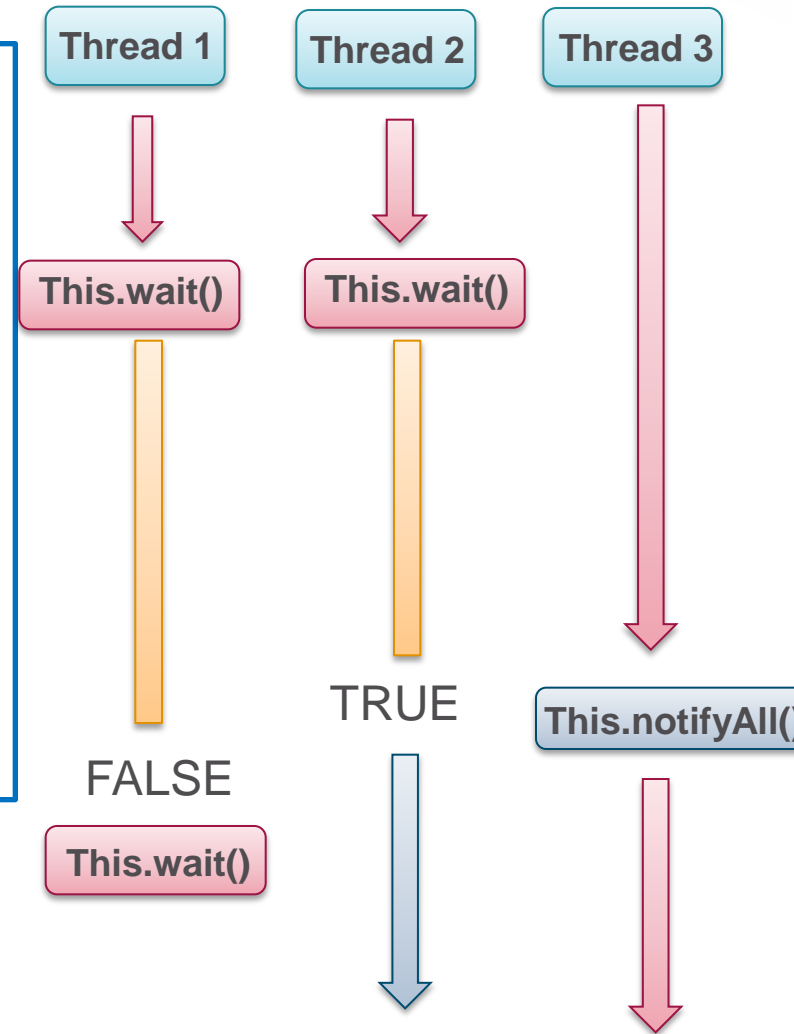 Thread 1
Thread 2
Thread 3
This.wait()
This.wait()
TRUE
This.notifyAll()
FALSE
This.wait()